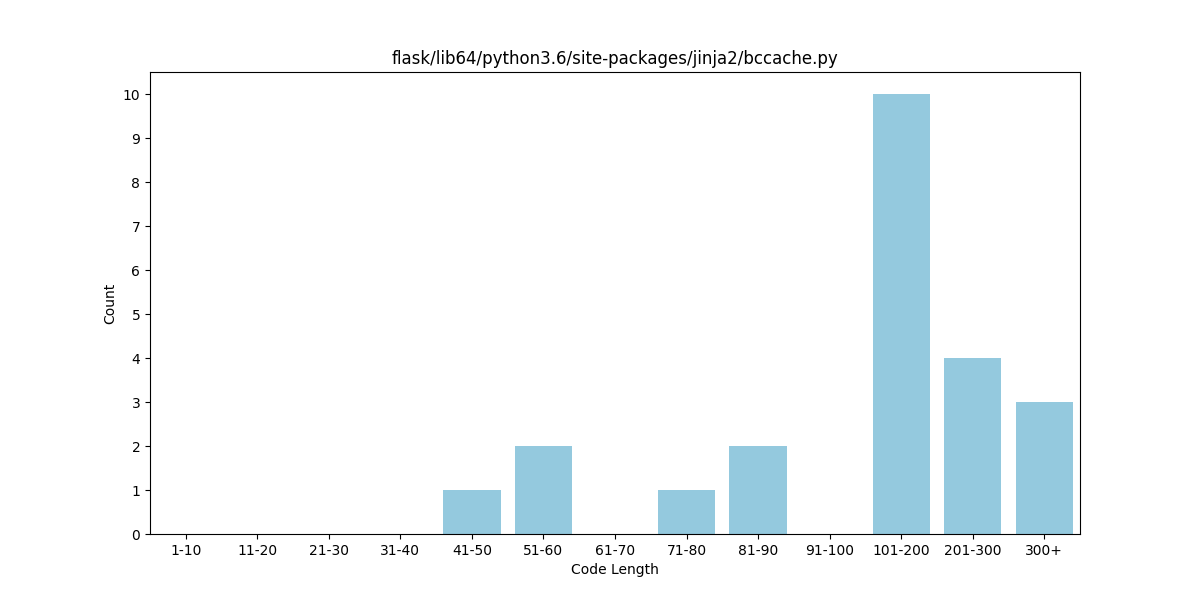 flask/lib64/python3.6/site-packages/jinja2/bccache.py
10
9
8
7
6
5
4
3
2
1
0
Count
1-10 11-20 21-30 31-40 41-50 51-60 61-70 71-80 81-90 91-100 101-200 201-300 300+
Code Length